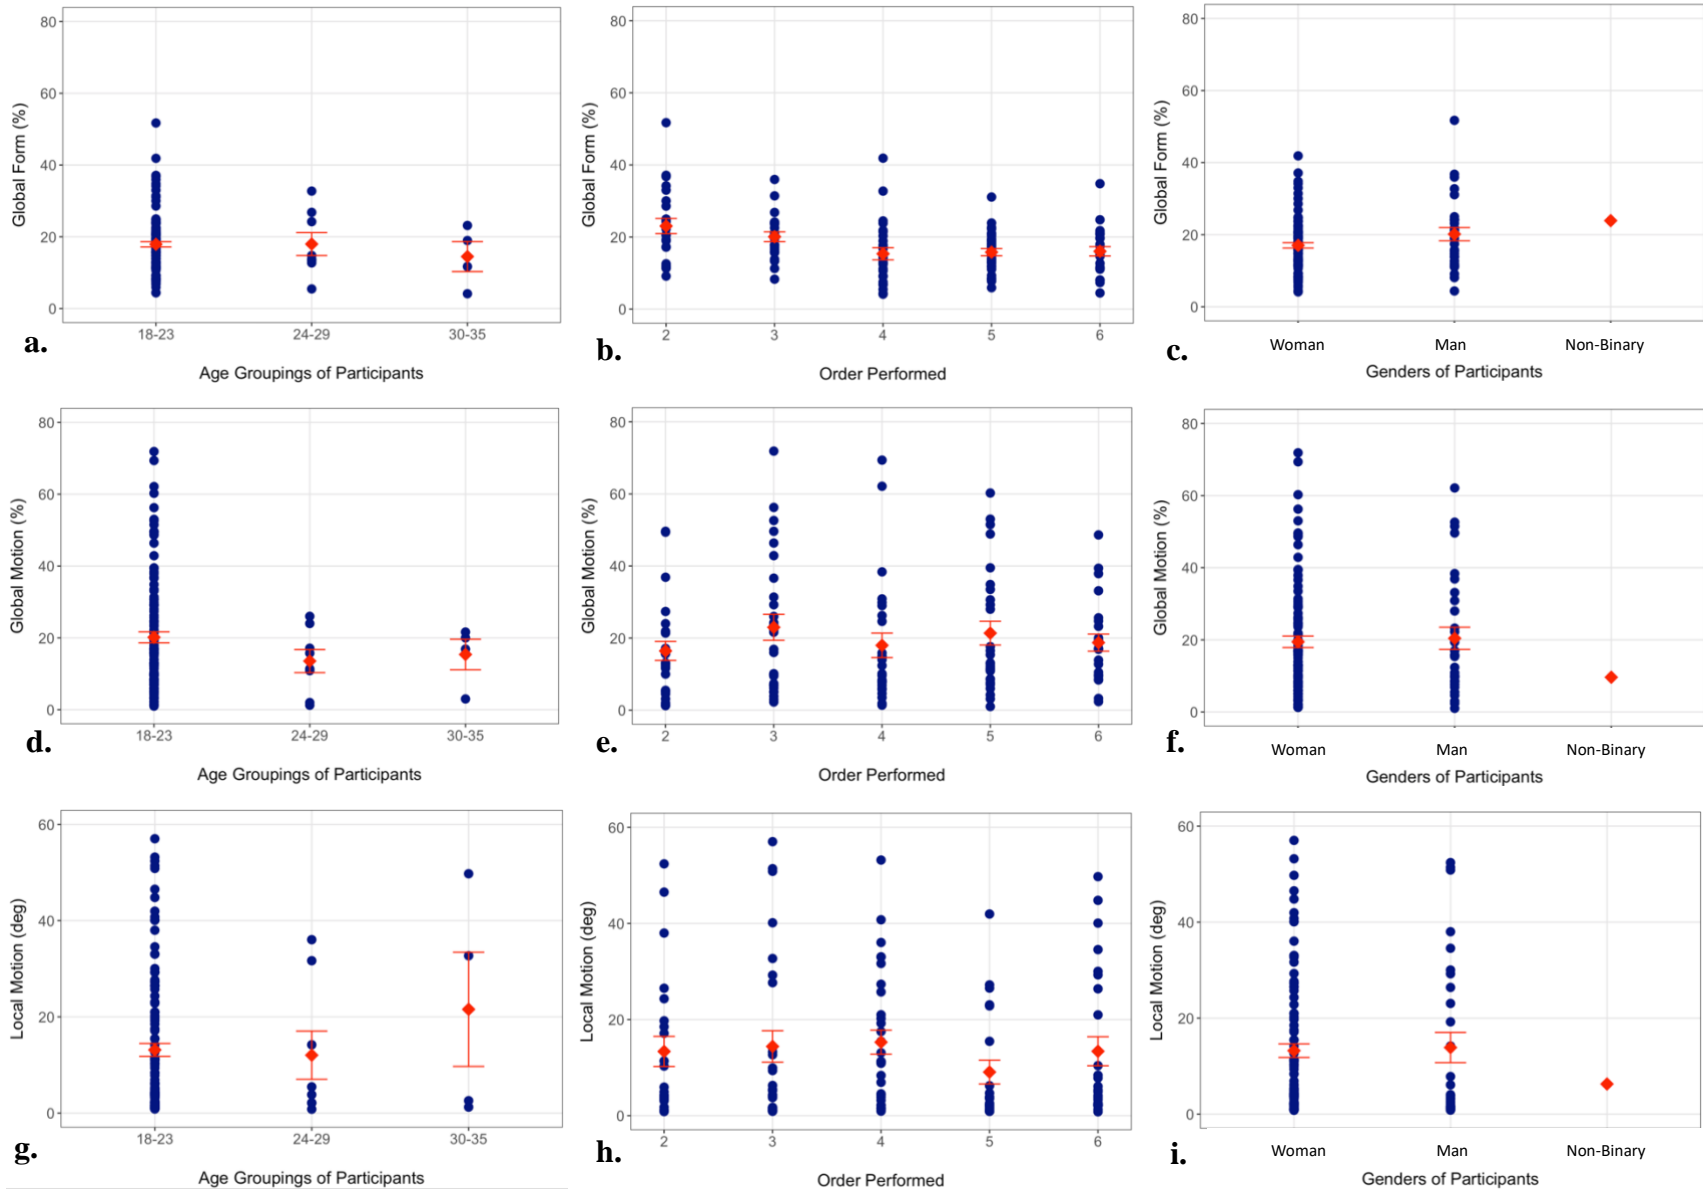 Global Form (%)
80
60
40
20
0
18-23 24-29 30-35
a.
Age Groupings of Participants
Global Form (%)
80
60
40
20
0
2 3 4 5 6
b.
Order Performed
Global Form (%)
80
60
40
20
0
Woman Man Non-Binary
c.
Genders of Participants
Global Motion (%)
80
60
40
20
0
18-23 24-29 30-35
d.
Age Groupings of Participants
Global Motion (%)
80
60
40
20
0
2 3 4 5 6
e.
Order Performed
Global Motion (%)
80
60
40
20
0
Woman Man Non-Binary
f.
Genders of Participants
Local Motion (deg)
60
40
20
0
18-23 24-29 30-35
g.
Age Groupings of Participants
Local Motion (deg)
60
40
20
0
2 3 4 5 6
h.
Order Performed
Local Motion (deg)
60
40
20
0
Woman Man Non-Binary
i.
Genders of Participants